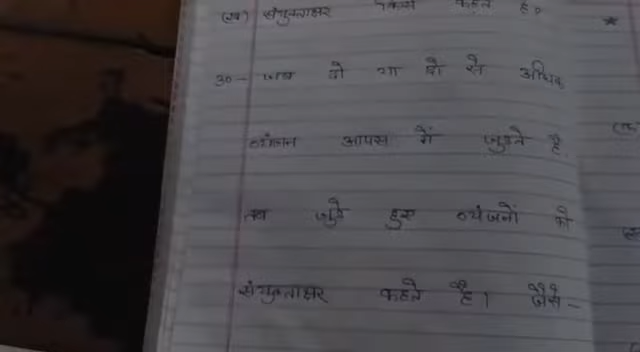 (ख) संयुक्ताक्षर किसे कहते है?
उ०- जब दो या दो से अधिक
व्यंजन आपस में जुड़ते है
तब जुड़े हुए व्यंजनों को
संयुक्ताक्षर कहते है। जैसे-